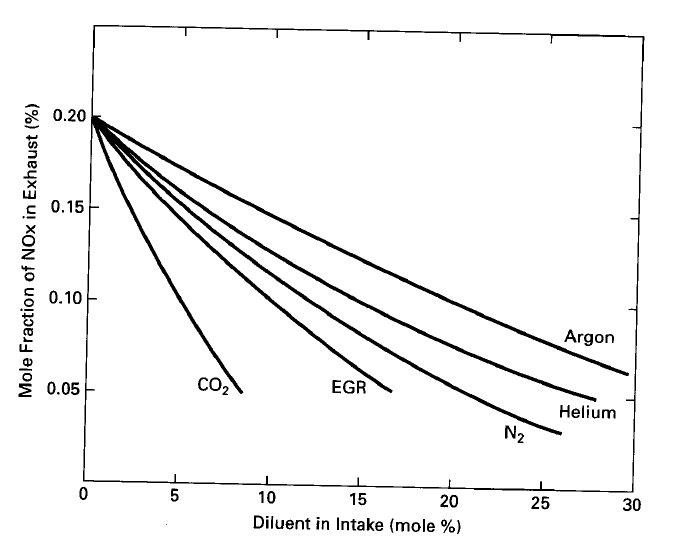 Mole Fraction of NOx in Exhaust (%)
0.20
0.15
0.10
0.05
Argon
CO₂
EGR
Helium
N₂
0 5 10 15 20 25 30
Diluent in Intake (mole %)